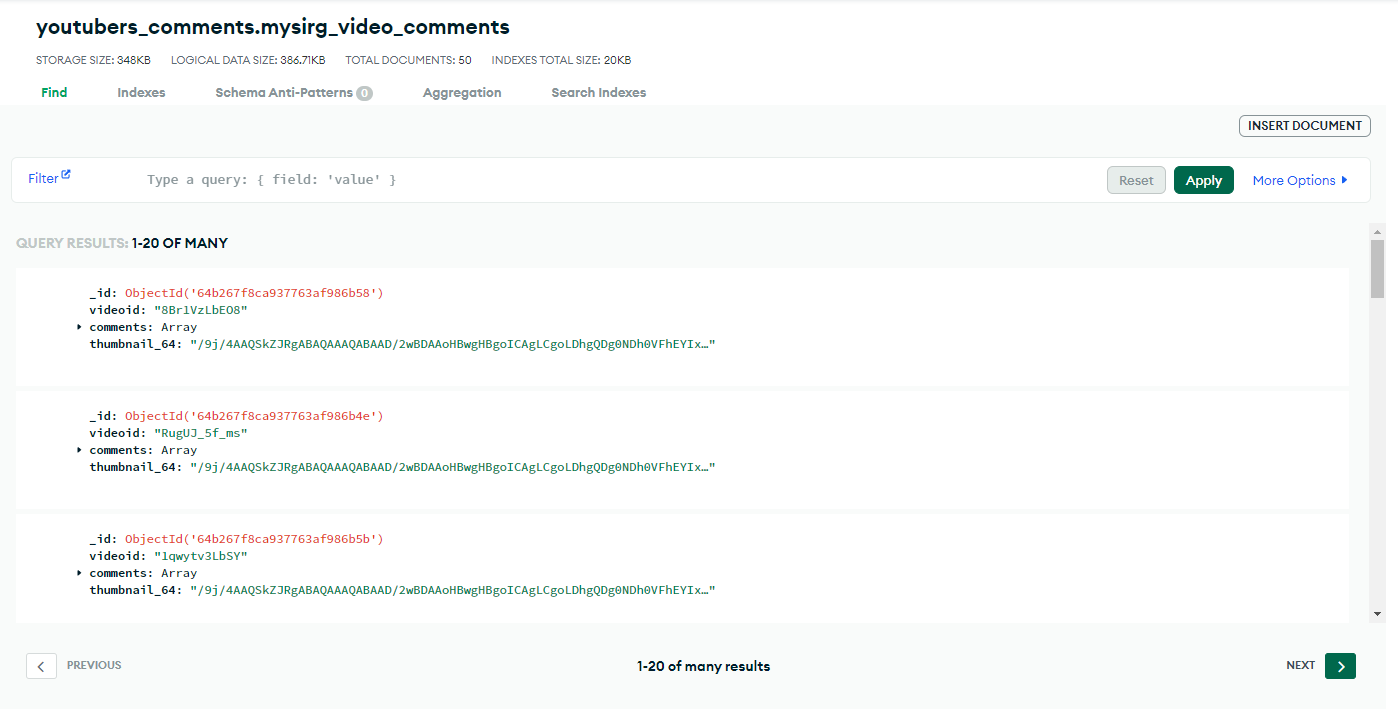 youtubers_comments.mysirg_video_comments
STORAGE SIZE: 348KB LOGICAL DATA SIZE: 386.71KB TOTAL DOCUMENTS: 50 INDEXES TOTAL SIZE: 20KB
Find Indexes Schema Anti-Patterns 0 Aggregation Search Indexes
INSERT DOCUMENT
Filter Type a query: { field: 'value' } Reset Apply More Options
QUERY RESULTS: 1-20 OF MANY
_id: ObjectId('64b267f8ca937763af986b58')
videoid: "8Br1VzLbEO8"
comments: Array
thumbnail_64: "/9j/4AAQSkZJRgABAQAAAQABAAD/2wBDAAoHBwgHBgoICAgLCgoLDhgQDg0NDh0VFhEYIx…"
_id: ObjectId('64b267f8ca937763af986b4e')
videoid: "RugUJ_5f_ms"
comments: Array
thumbnail_64: "/9j/4AAQSkZJRgABAQAAAQABAAD/2wBDAAoHBwgHBgoICAgLCgoLDhgQDg0NDh0VFhEYIx…"
_id: ObjectId('64b267f8ca937763af986b5b')
videoid: "1qwytv3LbSY"
comments: Array
thumbnail_64: "/9j/4AAQSkZJRgABAQAAAQABAAD/2wBDAAoHBwgHBgoICAgLCgoLDhgQDg0NDh0VFhEYIx…"
PREVIOUS 1-20 of many results NEXT